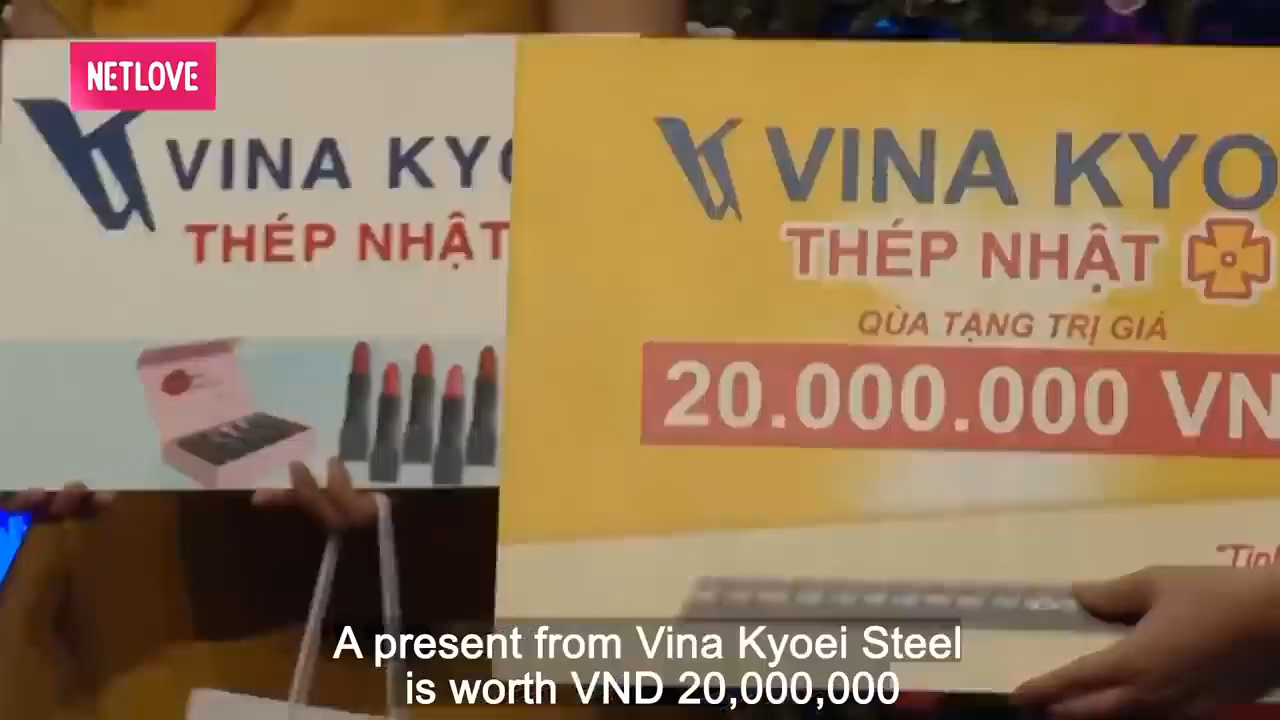 NETLOVE
VINA KYO
THÉP NHẬT
VINA KYO
THÉP NHẬT
QÙA TẶNG TRỊ GIÁ
20.000.000 VN
A present from Vina Kyoei Steel
is worth VND 20,000,000